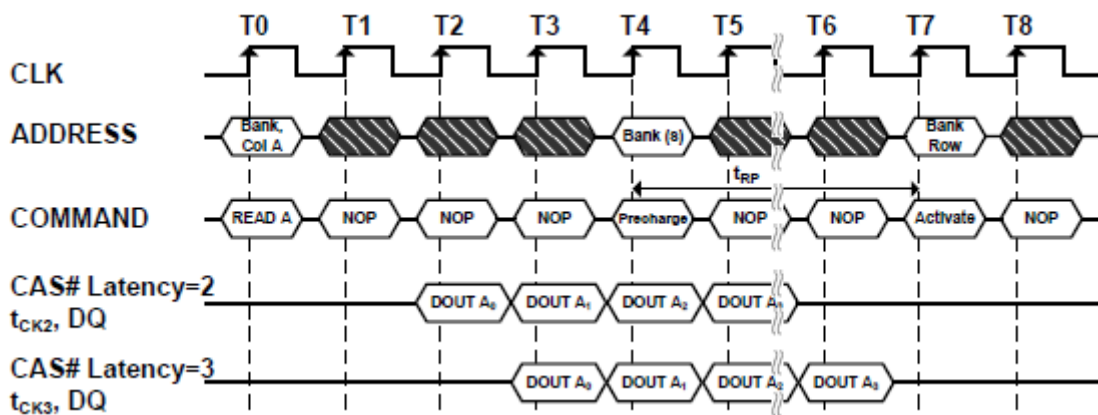 T0 T1 T2 T3 T4 T5 T6 T7 T8
CLK
ADDRESS
Bank, Col A
Bank (s)
Bank Row
tRP
COMMAND
READ A NOP NOP NOP Precharge NOP NOP Activate NOP
CAS# Latency=2
tCK2, DQ
DOUT A0 DOUT A1 DOUT A2 DOUT
CAS# Latency=3
tCK3, DQ
DOUT A0 DOUT A1 DOUT A2 DOUT A3